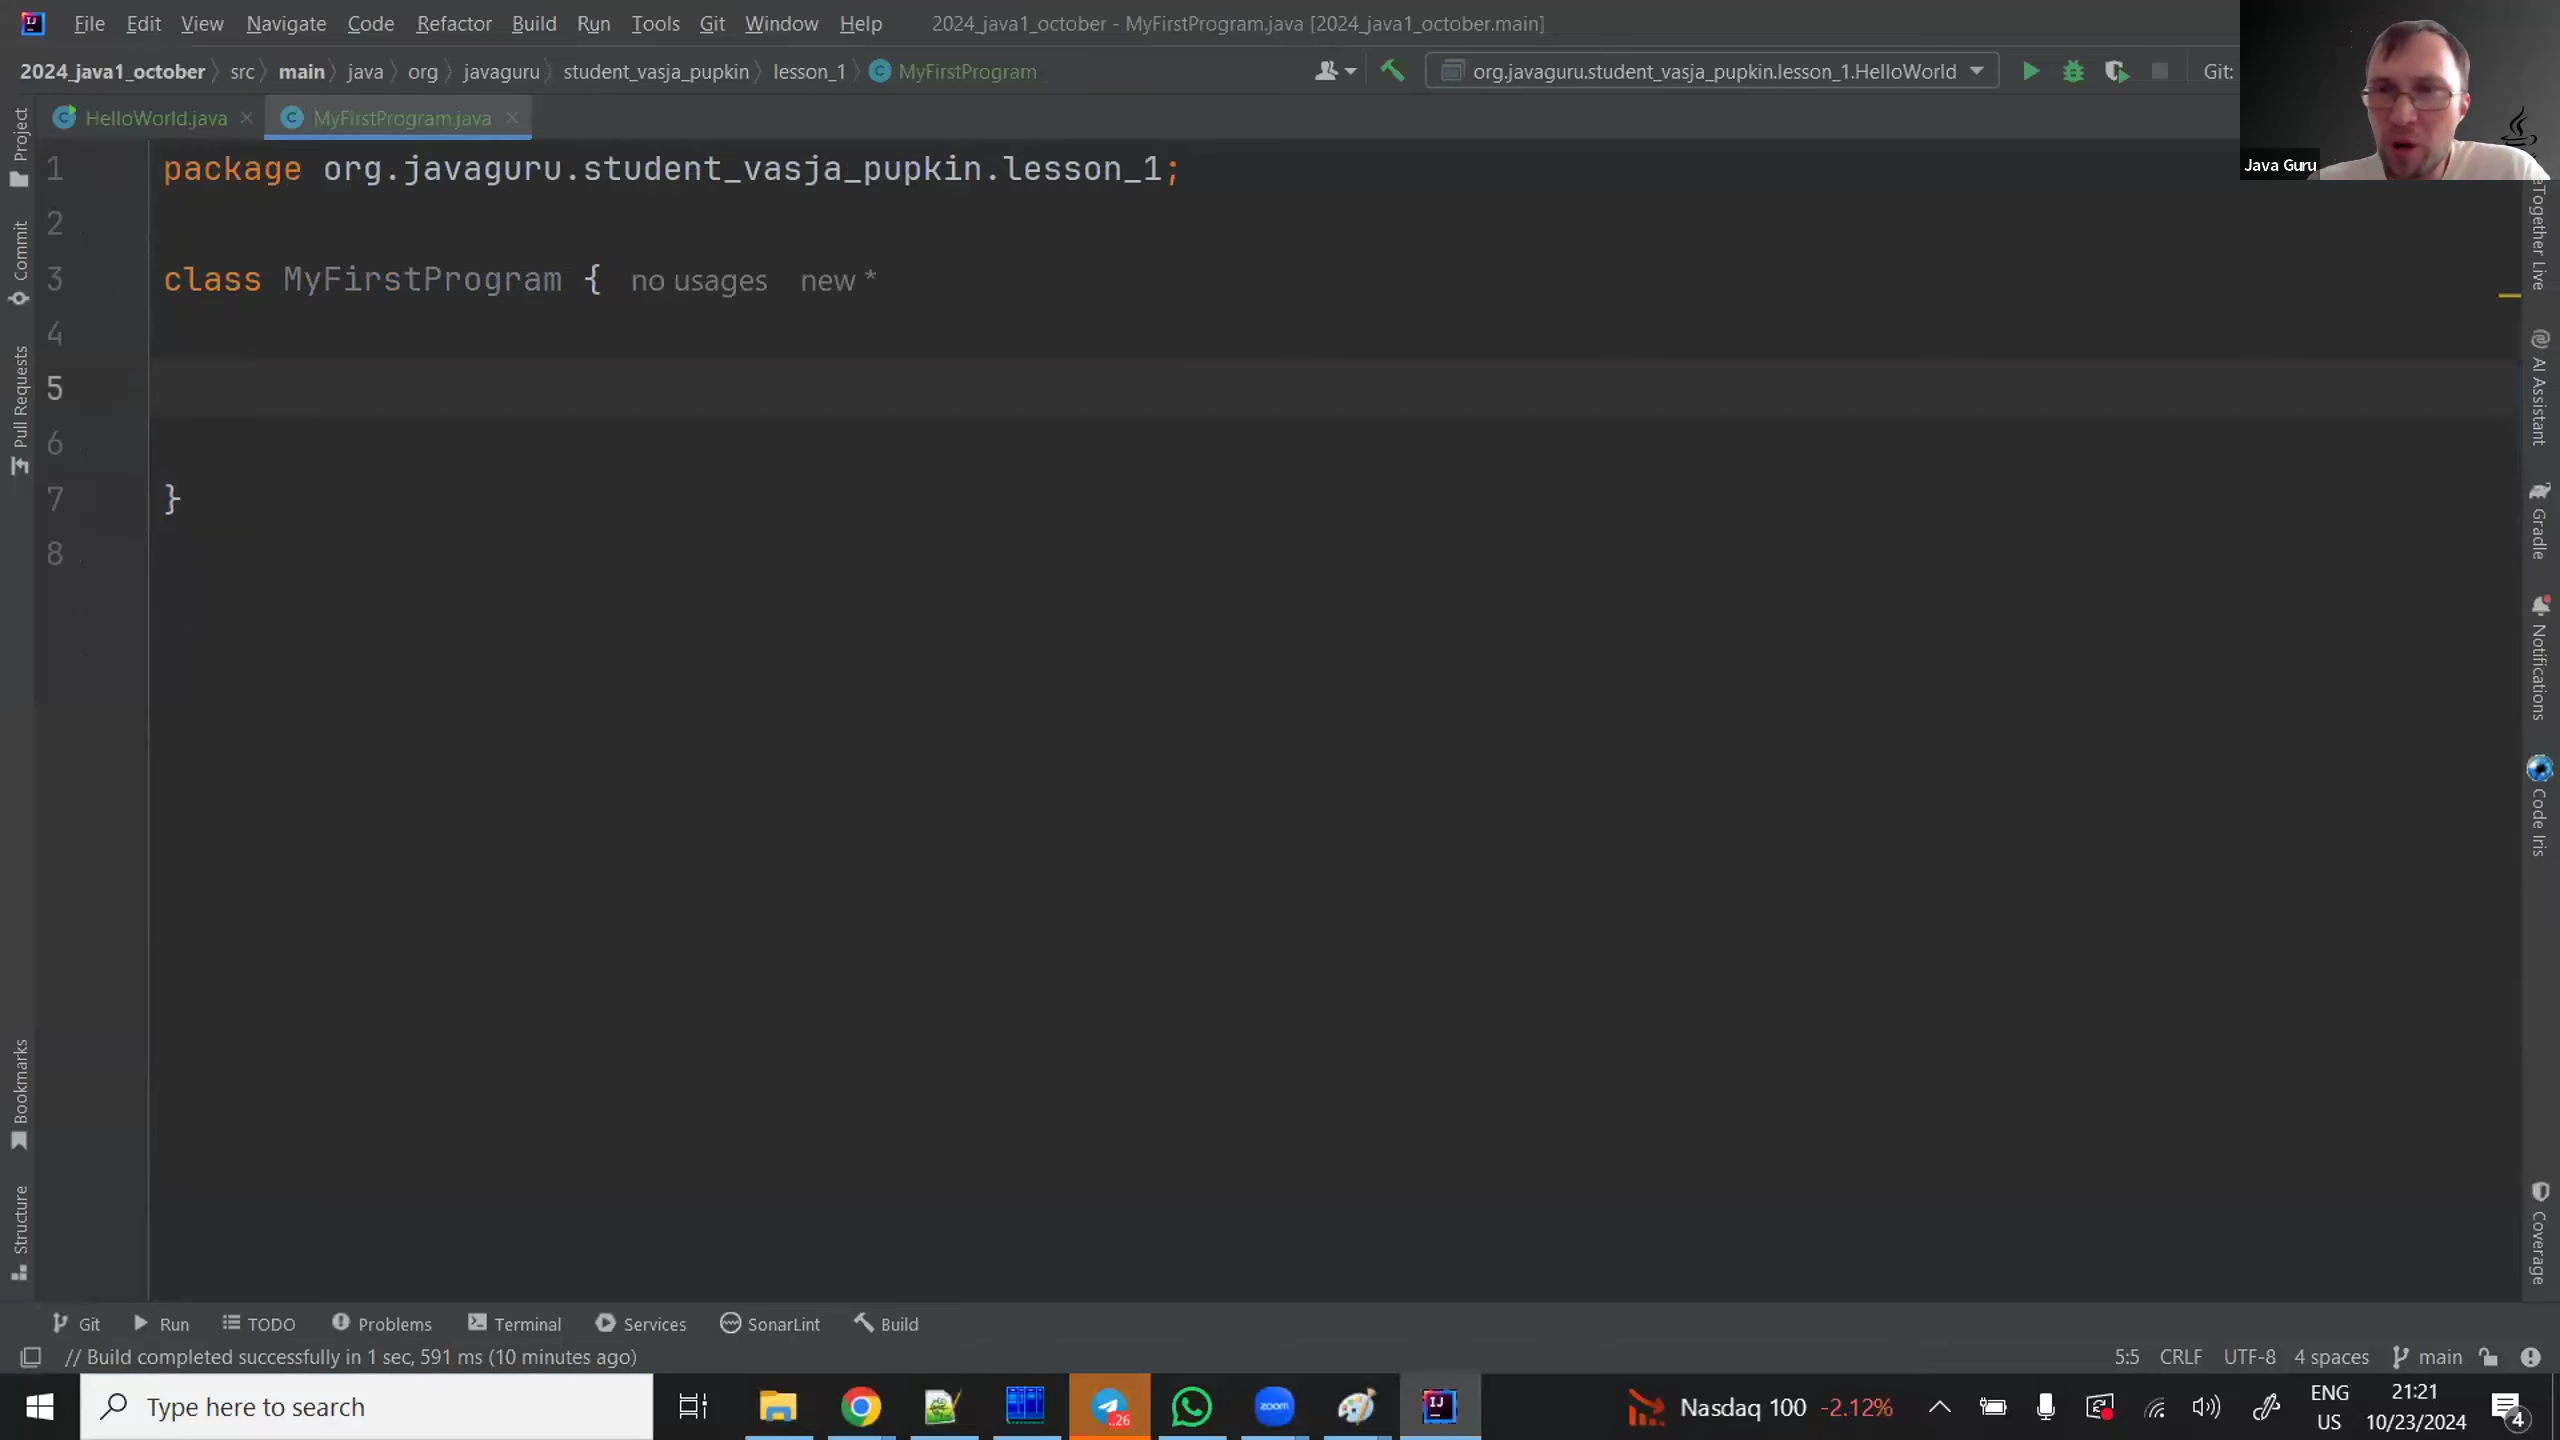 File Edit View Navigate Code Refactor Build Run Tools Git Window Help 2024_java1_october - MyFirstProgram.java [2024_java1_october.main]
2024_java1_october src main java org javaguru student_vasja_pupkin lesson_1 MyFirstProgram org.javaguru.student_vasja_pupkin.lesson_1.HelloWorld Git:
HelloWorld.java MyFirstProgram.java
Java Guru
1 package org.javaguru.student_vasja_pupkin.lesson_1;
2
3 class MyFirstProgram { no usages new *
4
5
6
7 }
8
Project
Commit
Pull Requests
Bookmarks
Structure
eTogether Live
AI Assistant
Gradle
Notifications
Code Iris
Coverage
Git Run TODO Problems Terminal Services SonarLint Build
// Build completed successfully in 1 sec, 591 ms (10 minutes ago) 5:5 CRLF UTF-8 4 spaces main
Type here to search ..26 zoom IJ Nasdaq 100 -2.12% ENG 21:21
US 10/23/2024 4